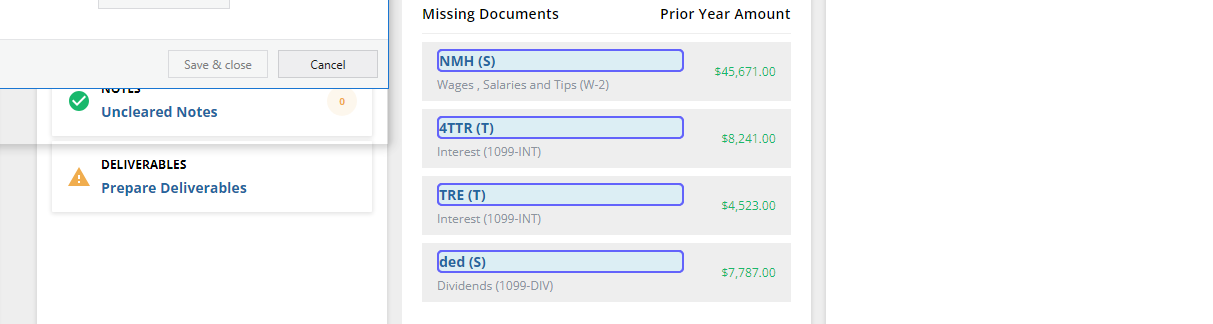 Save & close
Cancel
NOTES
Uncleared Notes
0
DELIVERABLES
Prepare Deliverables
Missing Documents
Prior Year Amount
NMH (S)
$45,671.00
Wages , Salaries and Tips (W-2)
4TTR (T)
$8,241.00
Interest (1099-INT)
TRE (T)
$4,523.00
Interest (1099-INT)
ded (S)
$7,787.00
Dividends (1099-DIV)